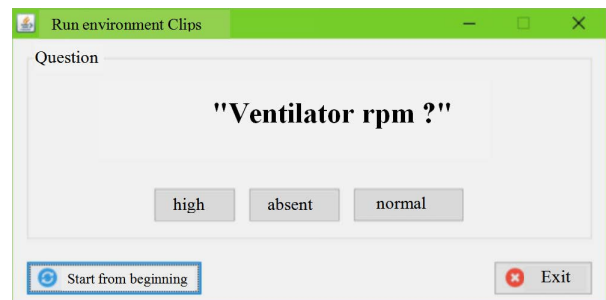 Run environment Clips
Question
"Ventilator rpm ?"
high absent normal
Start from beginning Exit